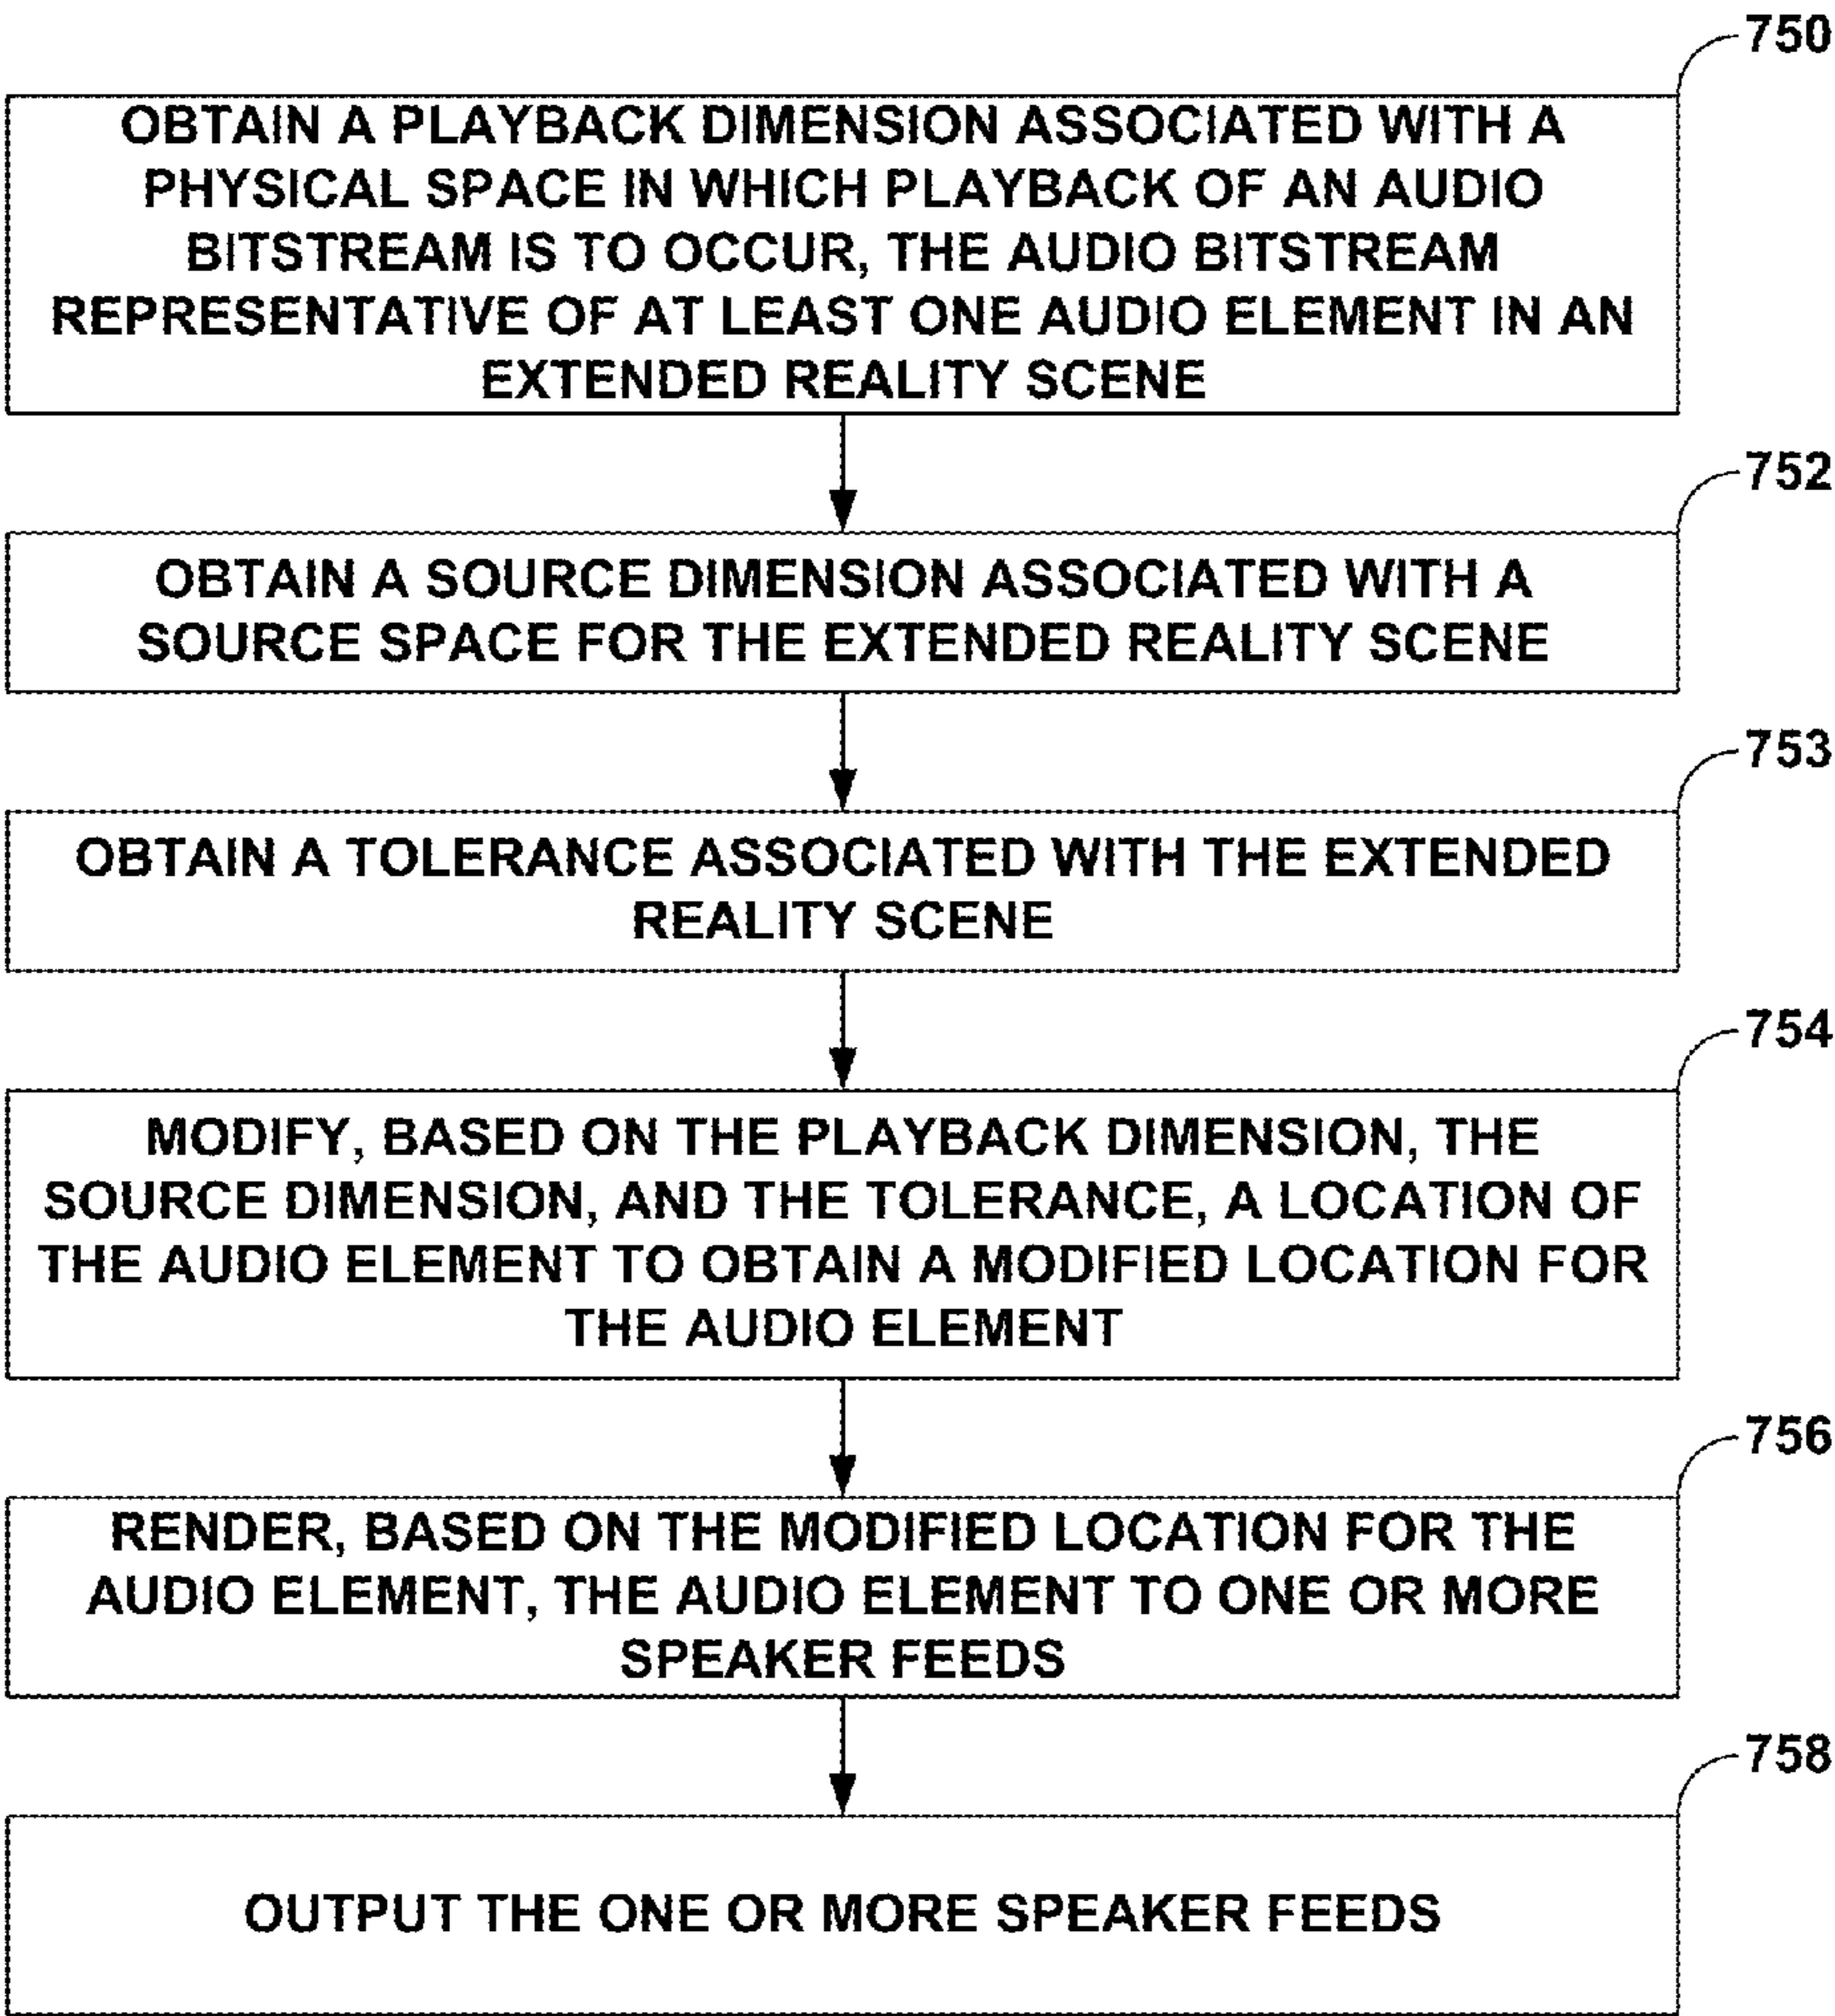 750
OBTAIN A PLAYBACK DIMENSION ASSOCIATED WITH A
PHYSICAL SPACE IN WHICH PLAYBACK OF AN AUDIO
BITSTREAM IS TO OCCUR, THE AUDIO BITSTREAM
REPRESENTATIVE OF AT LEAST ONE AUDIO ELEMENT IN AN
EXTENDED REALITY SCENE
752
OBTAIN A SOURCE DIMENSION ASSOCIATED WITH A
SOURCE SPACE FOR THE EXTENDED REALITY SCENE
753
OBTAIN A TOLERANCE ASSOCIATED WITH THE EXTENDED
REALITY SCENE
754
MODIFY, BASED ON THE PLAYBACK DIMENSION, THE
SOURCE DIMENSION, AND THE TOLERANCE, A LOCATION OF
THE AUDIO ELEMENT TO OBTAIN A MODIFIED LOCATION FOR
THE AUDIO ELEMENT
756
RENDER, BASED ON THE MODIFIED LOCATION FOR THE
AUDIO ELEMENT, THE AUDIO ELEMENT TO ONE OR MORE
SPEAKER FEEDS
758
OUTPUT THE ONE OR MORE SPEAKER FEEDS